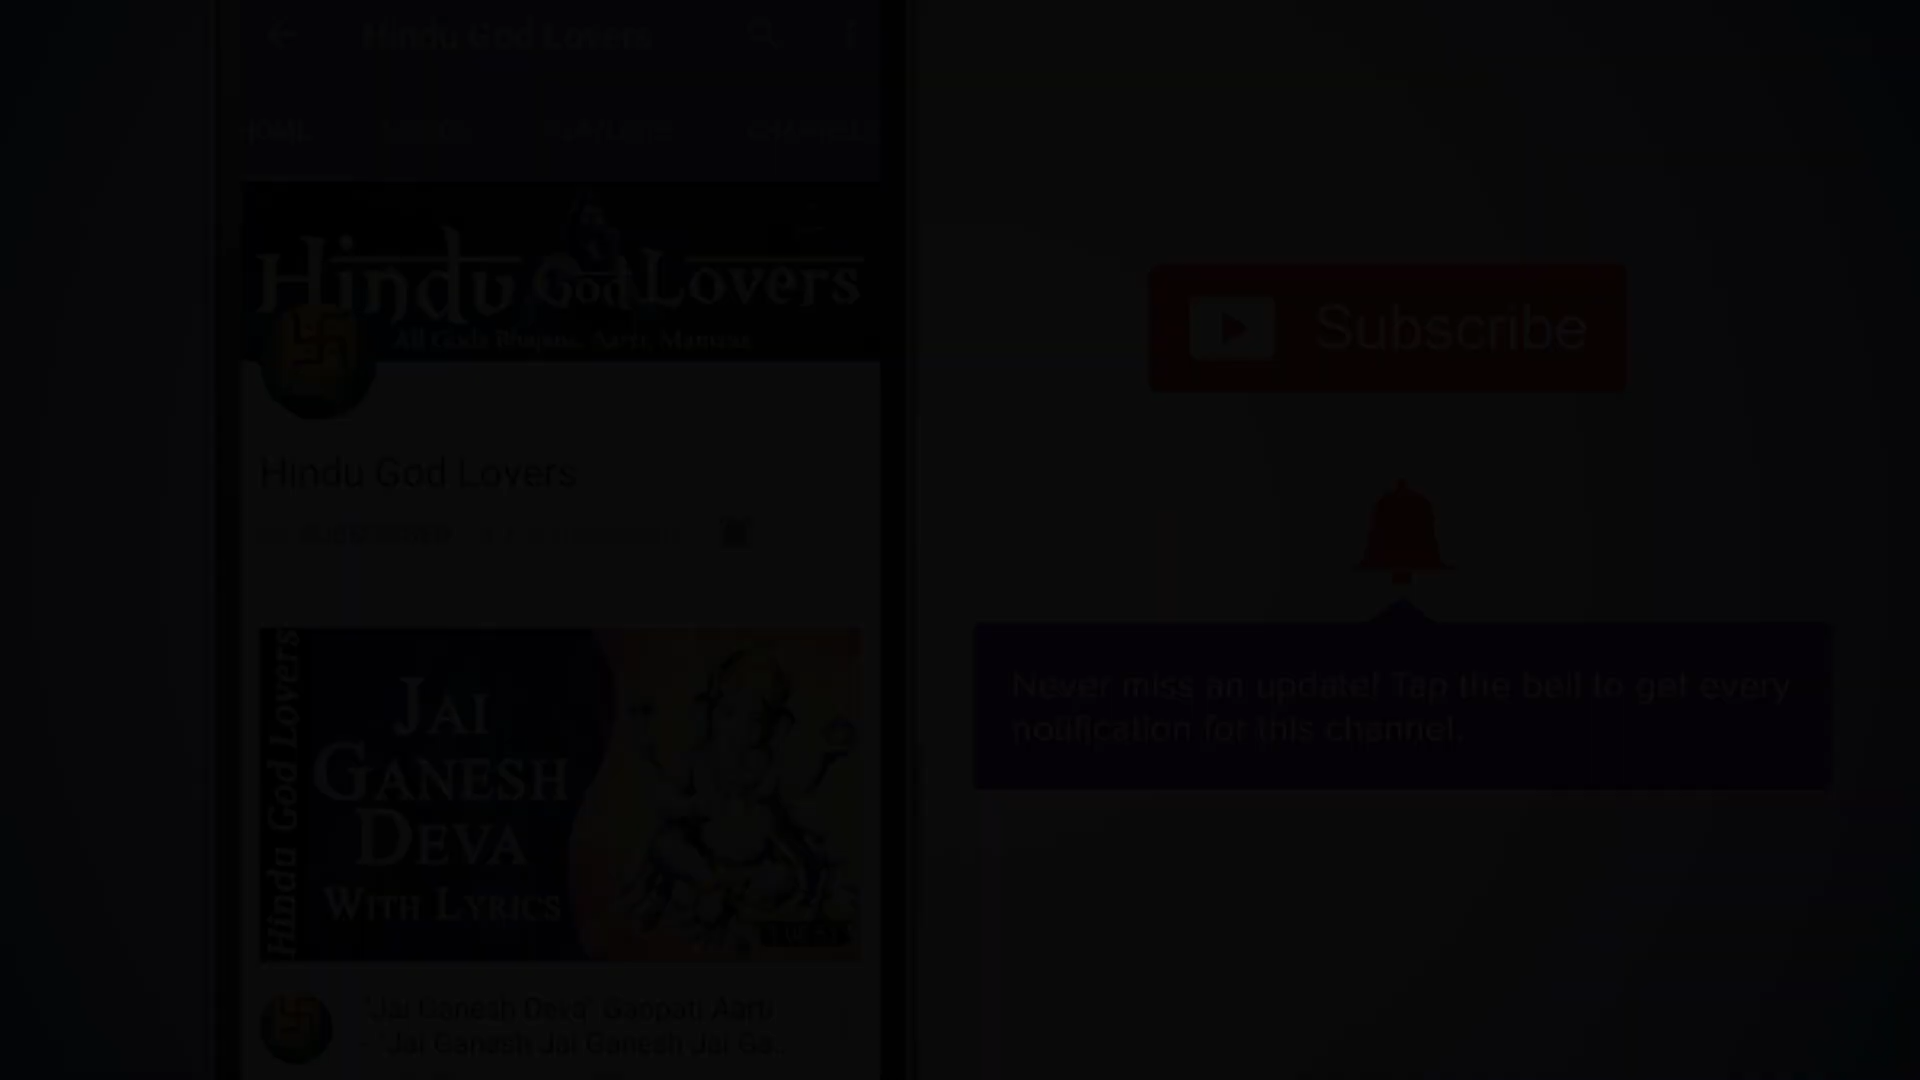 Hindu God Lovers
HOME
Hindu God Lovers
All Gods Bhajans, Aarti, Mantras
Hindu God Lovers
Hindu God Lovers
JAI
GANESH
DEVA
WITH LYRICS
"Jai Ganesh Deva" Ganpati Aarti
Jai Ganesh Jai Ganesh Jai Ga..
Subscribe
Never miss an update! Tap the bell to get every
notification for this channel.